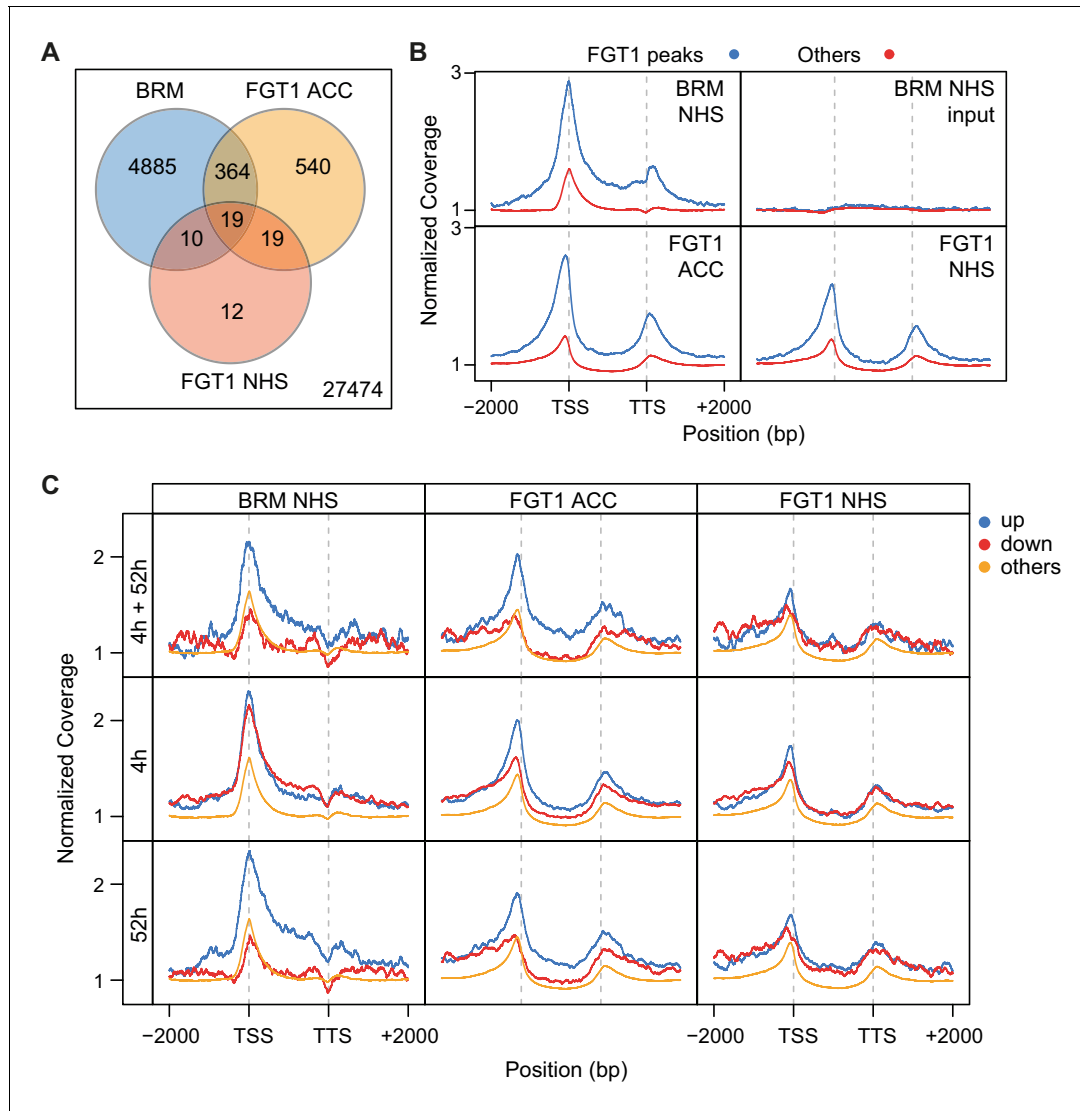 A
BRM
FGT1 ACC
4885
364
540
19
10
19
12
FGT1 NHS
27474
B
FGT1 peaks
Others
Normalized Coverage
3
1
3
1
BRM
NHS
BRM NHS
input
FGT1
ACC
FGT1
NHS
−2000
TSS
TTS
+2000
Position (bp)
C
BRM NHS
FGT1 ACC
FGT1 NHS
up
down
others
Normalized Coverage
4h + 52h
2
1
4h
2
1
52h
2
1
−2000
TSS
TTS
+2000
−2000
TSS
TTS
+2000
Position (bp)